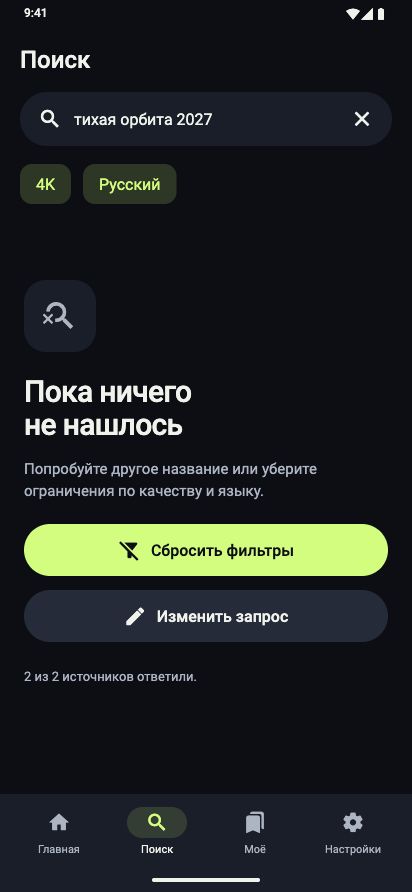 9:41
Поиск
тихая орбита 2027
4K
Русский
Пока ничего
не нашлось
Попробуйте другое название или уберите
ограничения по качеству и языку.
Сбросить фильтры
Изменить запрос
2 из 2 источников ответили.
Главная
Поиск
Моё
Настройки